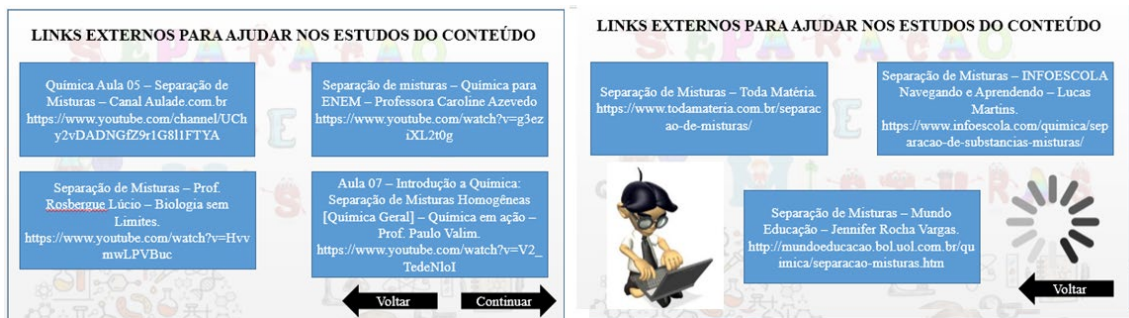 LINKS EXTERNOS PARA AJUDAR NOS ESTUDOS DO CONTEÚDO
Química Aula 05 – Separação de
Misturas – Canal Aulade.com.br
https://www.youtube.com/channel/UCh
y2vDADNGfZ9r1G8l1FTYA
Separação de misturas – Química para
ENEM – Professora Caroline Azevedo
https://www.youtube.com/watch?v=g3ez
iXL2t0g
Separação de Misturas – Prof.
Rosbergue Lúcio – Biologia sem
Limites.
https://www.youtube.com/watch?v=Hvv
mwLPVBuc
Aula 07 – Introdução a Química:
Separação de Misturas Homogêneas
[Química Geral] – Química em ação –
Prof. Paulo Valim.
https://www.youtube.com/watch?v=V2_
TedeNloI
Voltar
Continuar
LINKS EXTERNOS PARA AJUDAR NOS ESTUDOS DO CONTEÚDO
Separação de Misturas – Toda Matéria.
https://www.todamateria.com.br/separac
ao-de-misturas/
Separação de Misturas – INFOESCOLA
Navegando e Aprendendo – Lucas
Martins.
https://www.infoescola.com/quimica/sep
aracao-de-substancias-misturas/
Separação de Misturas – Mundo
Educação – Jennifer Rocha Vargas.
http://mundoeducacao.bol.uol.com.br/qu
imica/separacao-misturas.htm
Voltar